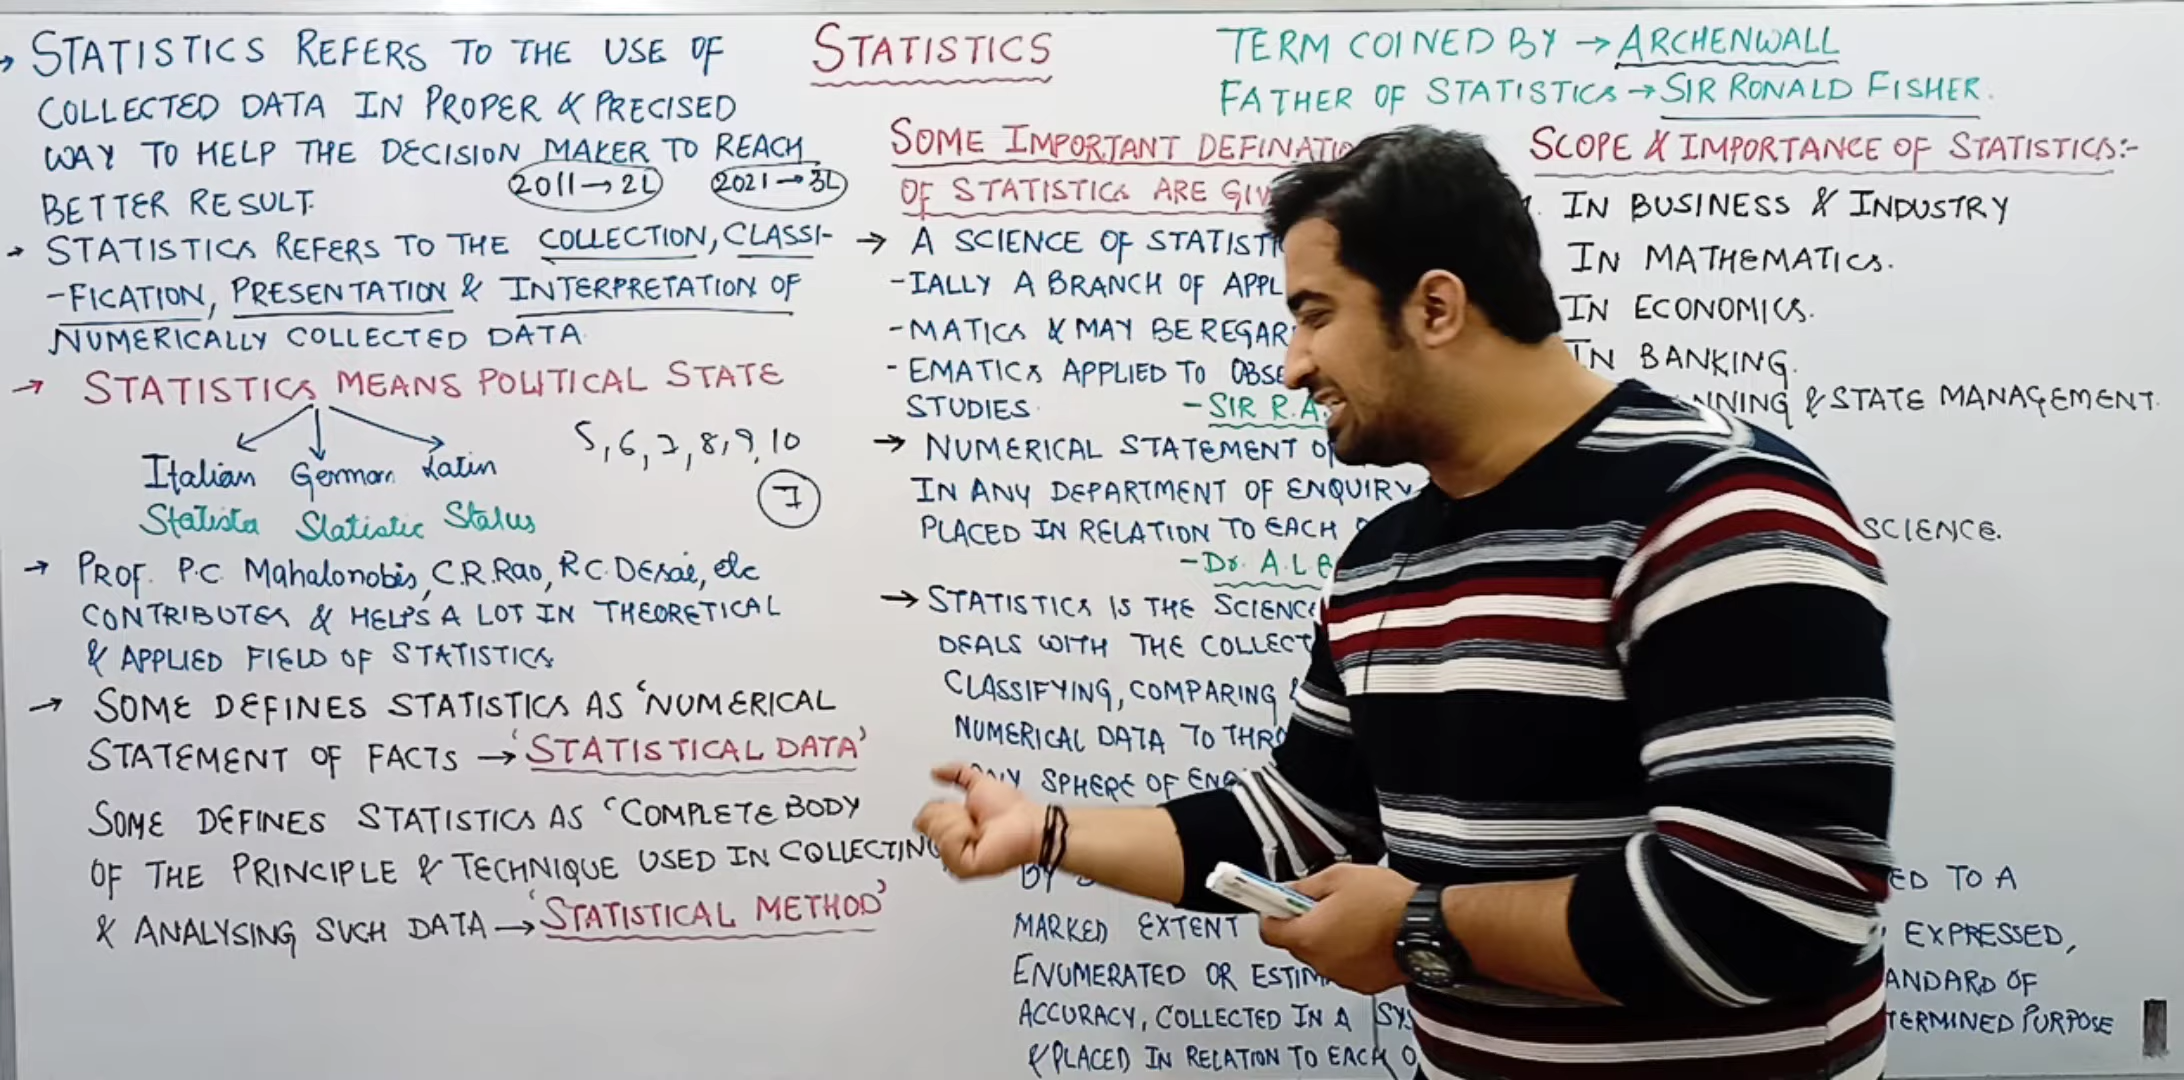 STATISTICS
TERM COINED BY → ARCHENWALL
FATHER OF STATISTICS → SIR RONALD FISHER.
→ STATISTICS REFERS TO THE USE OF
COLLECTED DATA IN PROPER & PRECISED
WAY TO HELP THE DECISION MAKER TO REACH
2011 → 2L 2021 → 3L
BETTER RESULT.
→ STATISTICS REFERS TO THE COLLECTION, CLASSI-
-FICATION, PRESENTATION & INTERPRETATION OF
NUMERICALLY COLLECTED DATA.
→ STATISTICS MEANS POLITICAL STATE
Italian German Latin
Statista Statistic Status
5, 6, 7, 8, 9, 10
7
→ PROF. P.C. Mahalonobis, C.R. Rao, R.C. Desai, etc
CONTRIBUTES & HELPS A LOT IN THEORETICAL
& APPLIED FIELD OF STATISTICS
→ SOME DEFINES STATISTICS AS 'NUMERICAL
STATEMENT OF FACTS → 'STATISTICAL DATA'
SOME DEFINES STATISTICS AS 'COMPLETE BODY
OF THE PRINCIPLE & TECHNIQUE USED IN COLLECTING
& ANALYSING SUCH DATA → 'STATISTICAL METHOD'
SOME IMPORTANT DEFINATIO
OF STATISTICS ARE GIV
→ A SCIENCE OF STATIST
-IALLY A BRANCH OF APPL
-MATICS & MAY BE REGAR
-EMATICS APPLIED TO OBSE
STUDIES.
- SIR R.A.
→ NUMERICAL STATEMENT OF
IN ANY DEPARTMENT OF ENQUIRY
PLACED IN RELATION TO EACH O
- Dr. A.L B
→ STATISTICS IS THE SCIENCE
DEALS WITH THE COLLECT
CLASSIFYING, COMPARING &
NUMERICAL DATA TO THRO
ANY SPHERE OF ENQ
BY
MARKED EXTENT
ENUMERATED OR ESTIM
ACCURACY, COLLECTED IN A SYS
& PLACED IN RELATION TO EACH O
SCOPE & IMPORTANCE OF STATISTICS:-
1. IN BUSINESS & INDUSTRY
IN MATHEMATICS.
IN ECONOMICS.
IN BANKING.
NNING & STATE MANAGEMENT.
SCIENCE.
ED TO A
EXPRESSED,
ANDARD OF
TERMINED PURPOSE